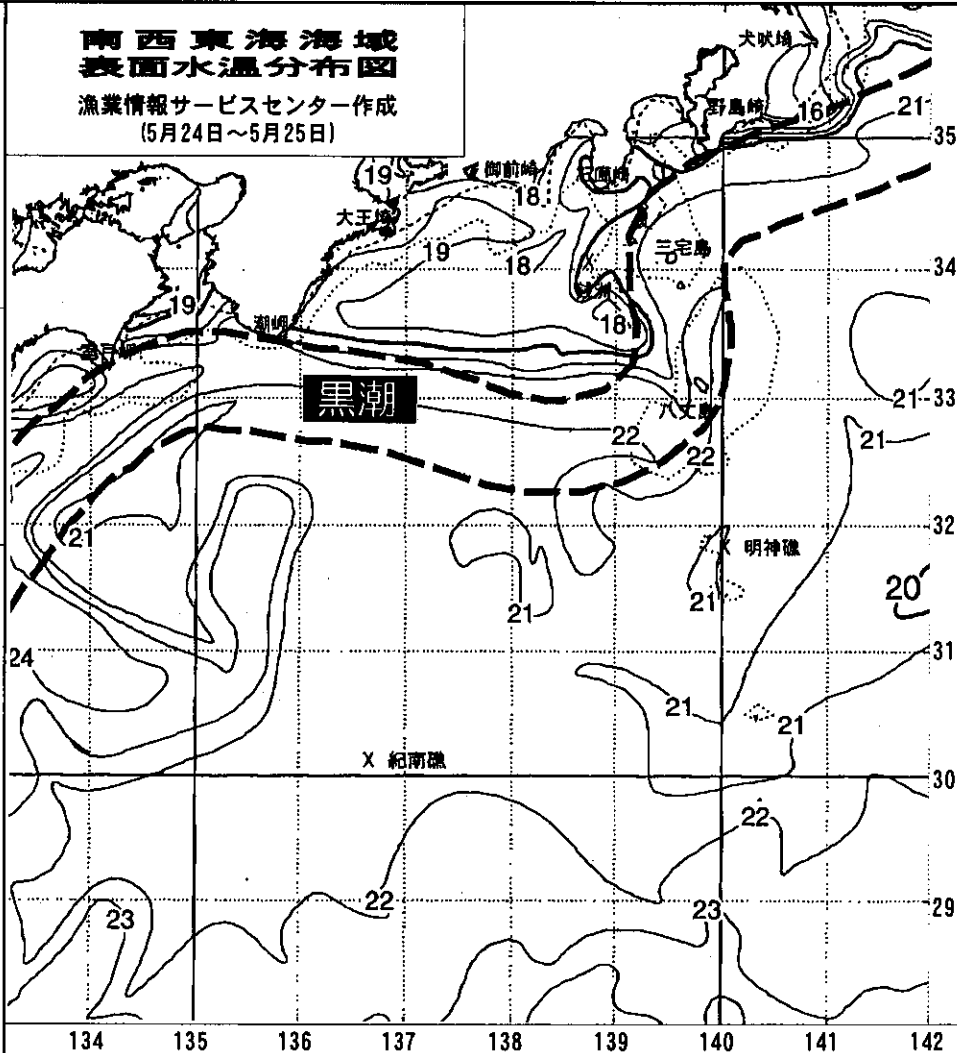 南西東海海域
表面水温分布図
漁業情報サービスセンター作成
(5月24日〜5月25日)
犬吠埼
野島崎
16
21
35
19
御前崎
18
大王崎
19
18
三宅島
34
19
潮岬
18
室戸岬
黒潮
33
21
八丈島
22
21
22
32
21
X 明神礁
21
21
20
24
31
21
21
X 紀南礁
30
22
22
23
23
29
134 135 136 137 138 139 140 141 142